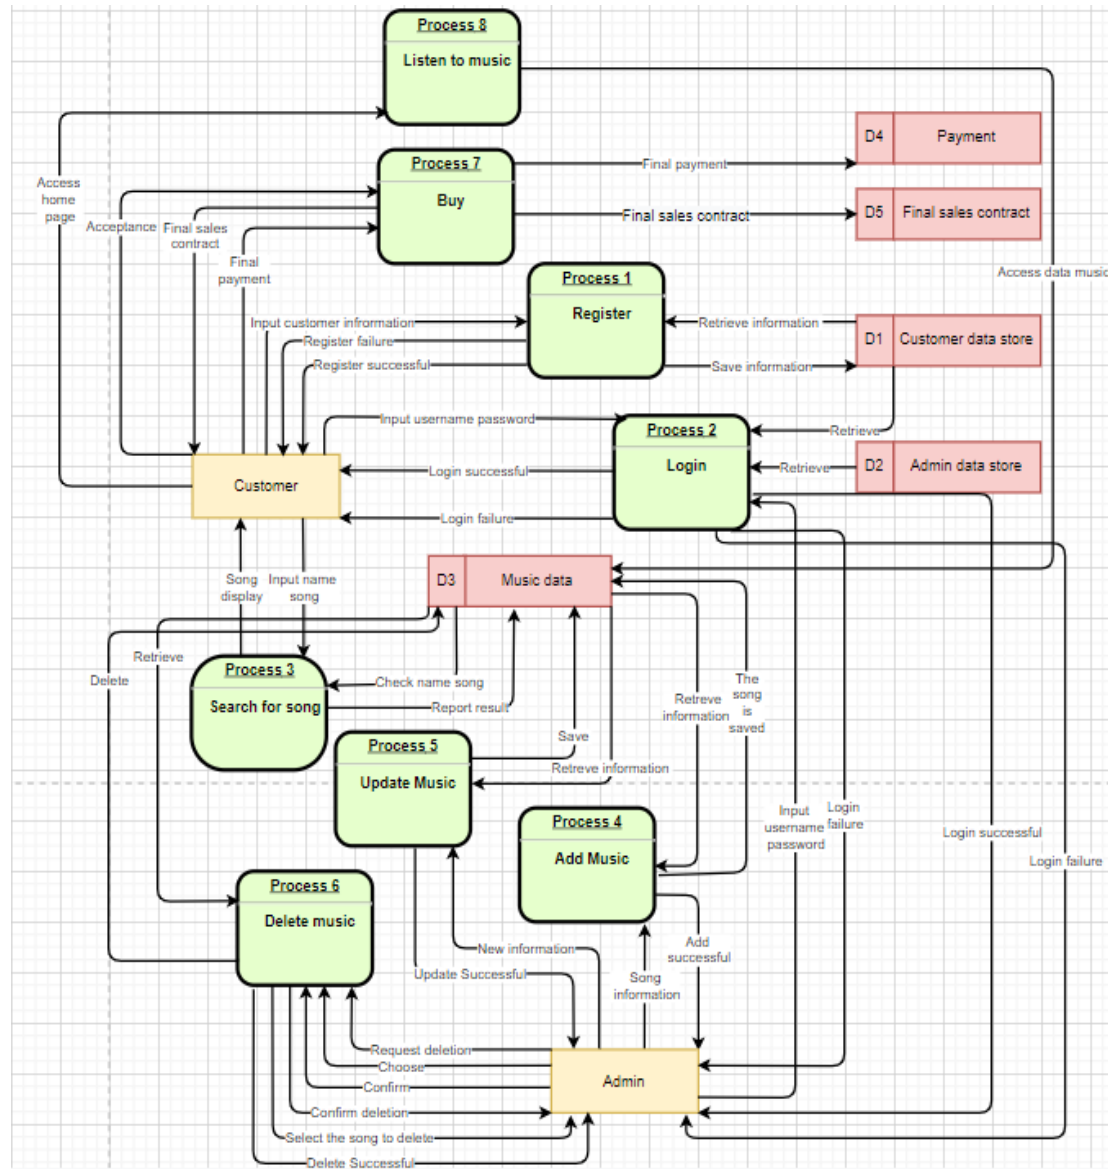 Process 8
Listen to music
D4
Payment
Process 7
Final payment
Access
home
page
Buy
D5
Final sales contract
Final sales contract
Acceptance
Final sales
contract
Final
payment
Access data music
Process 1
Register
Input customer infrormation
Retrieve information
Register failure
D1
Customer data store
Register successful
Save information
Input username password
Process 2
Retrieve
Login
Login successful
Retrieve
D2
Admin data store
Customer
Login failure
Song
display
Input name
song
D3
Music data
Retrieve
Delete
Process 3
Check name song
Search for song
Report result
Retreve
information
The
song
is
saved
Save
Process 5
Retreve information
Update Music
Process 4
Add Music
Input
username
password
Login
failure
Login successful
Login failure
Process 6
Delete music
New information
Add
successful
Update Successful
Song
information
Request deletion
Choose
Admin
Confirm
Confirm deletion
Select the song to delete
Delete Successful